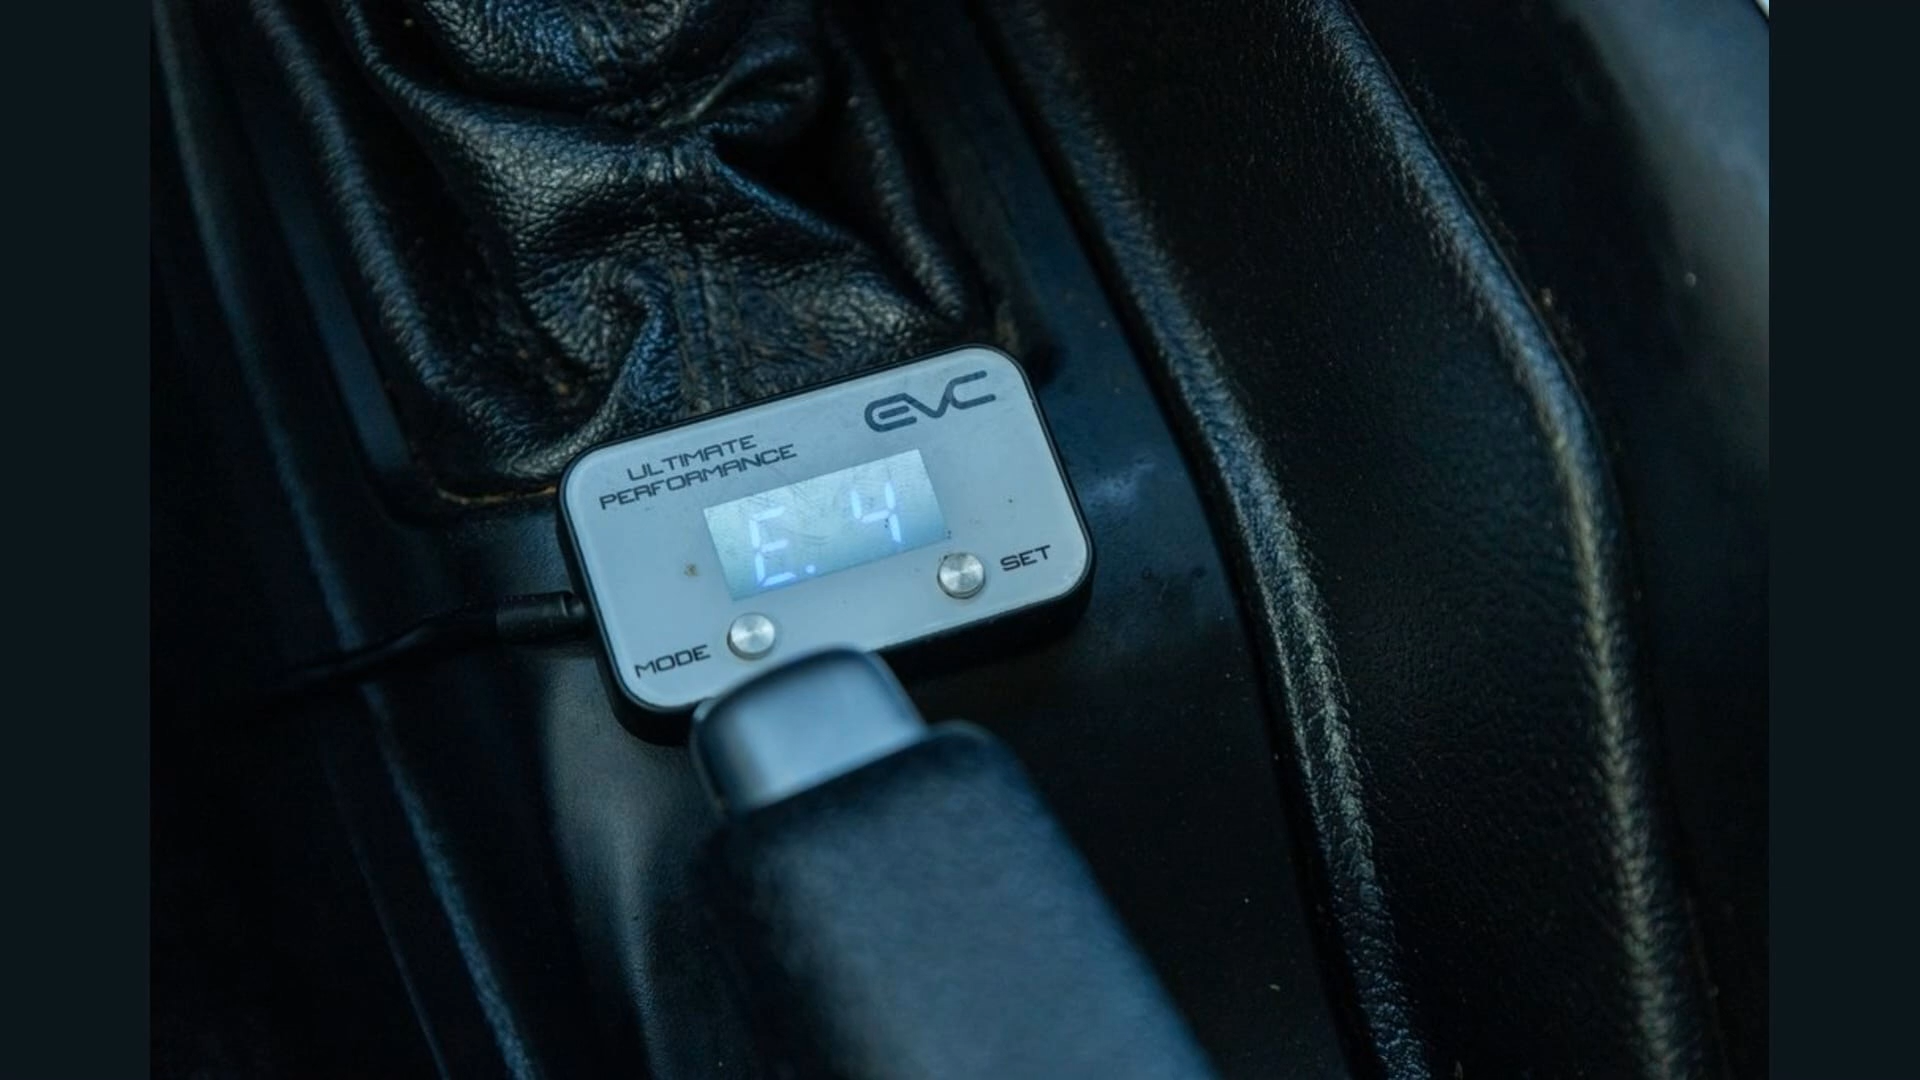 EVC
ULTIMATE
PERFORMANCE
E. 4
SET
MODE